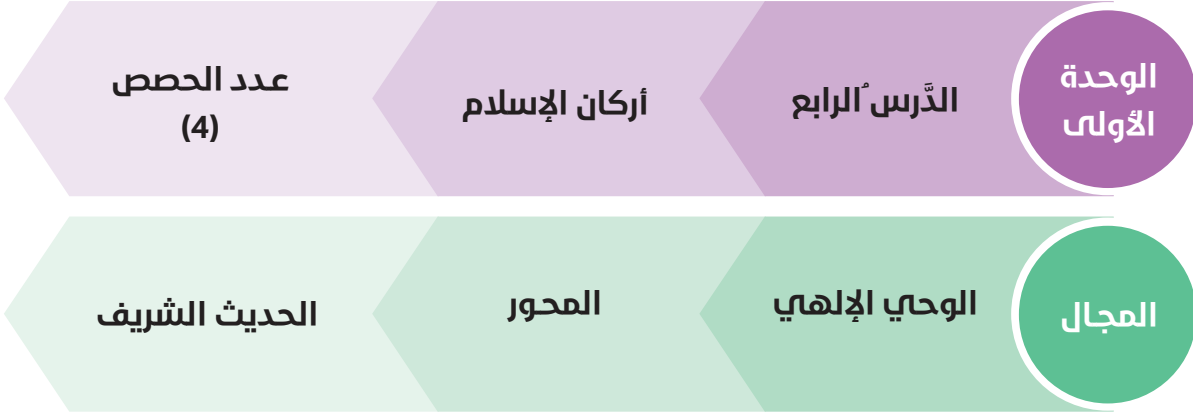 الوحدة
الأولى
الدَّرسُ الرابع
أركان الإسلام
عدد الحصص
(4)
المجال
الوحي الإلهي
المحور
الحديث الشريف